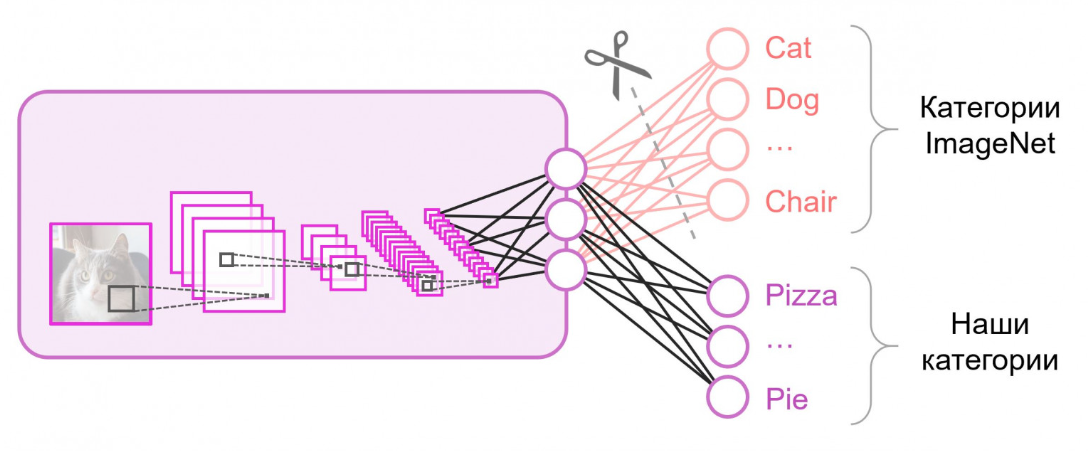 Cat
Dog
...
Chair
Категории
ImageNet
Pizza
...
Pie
Наши
категории